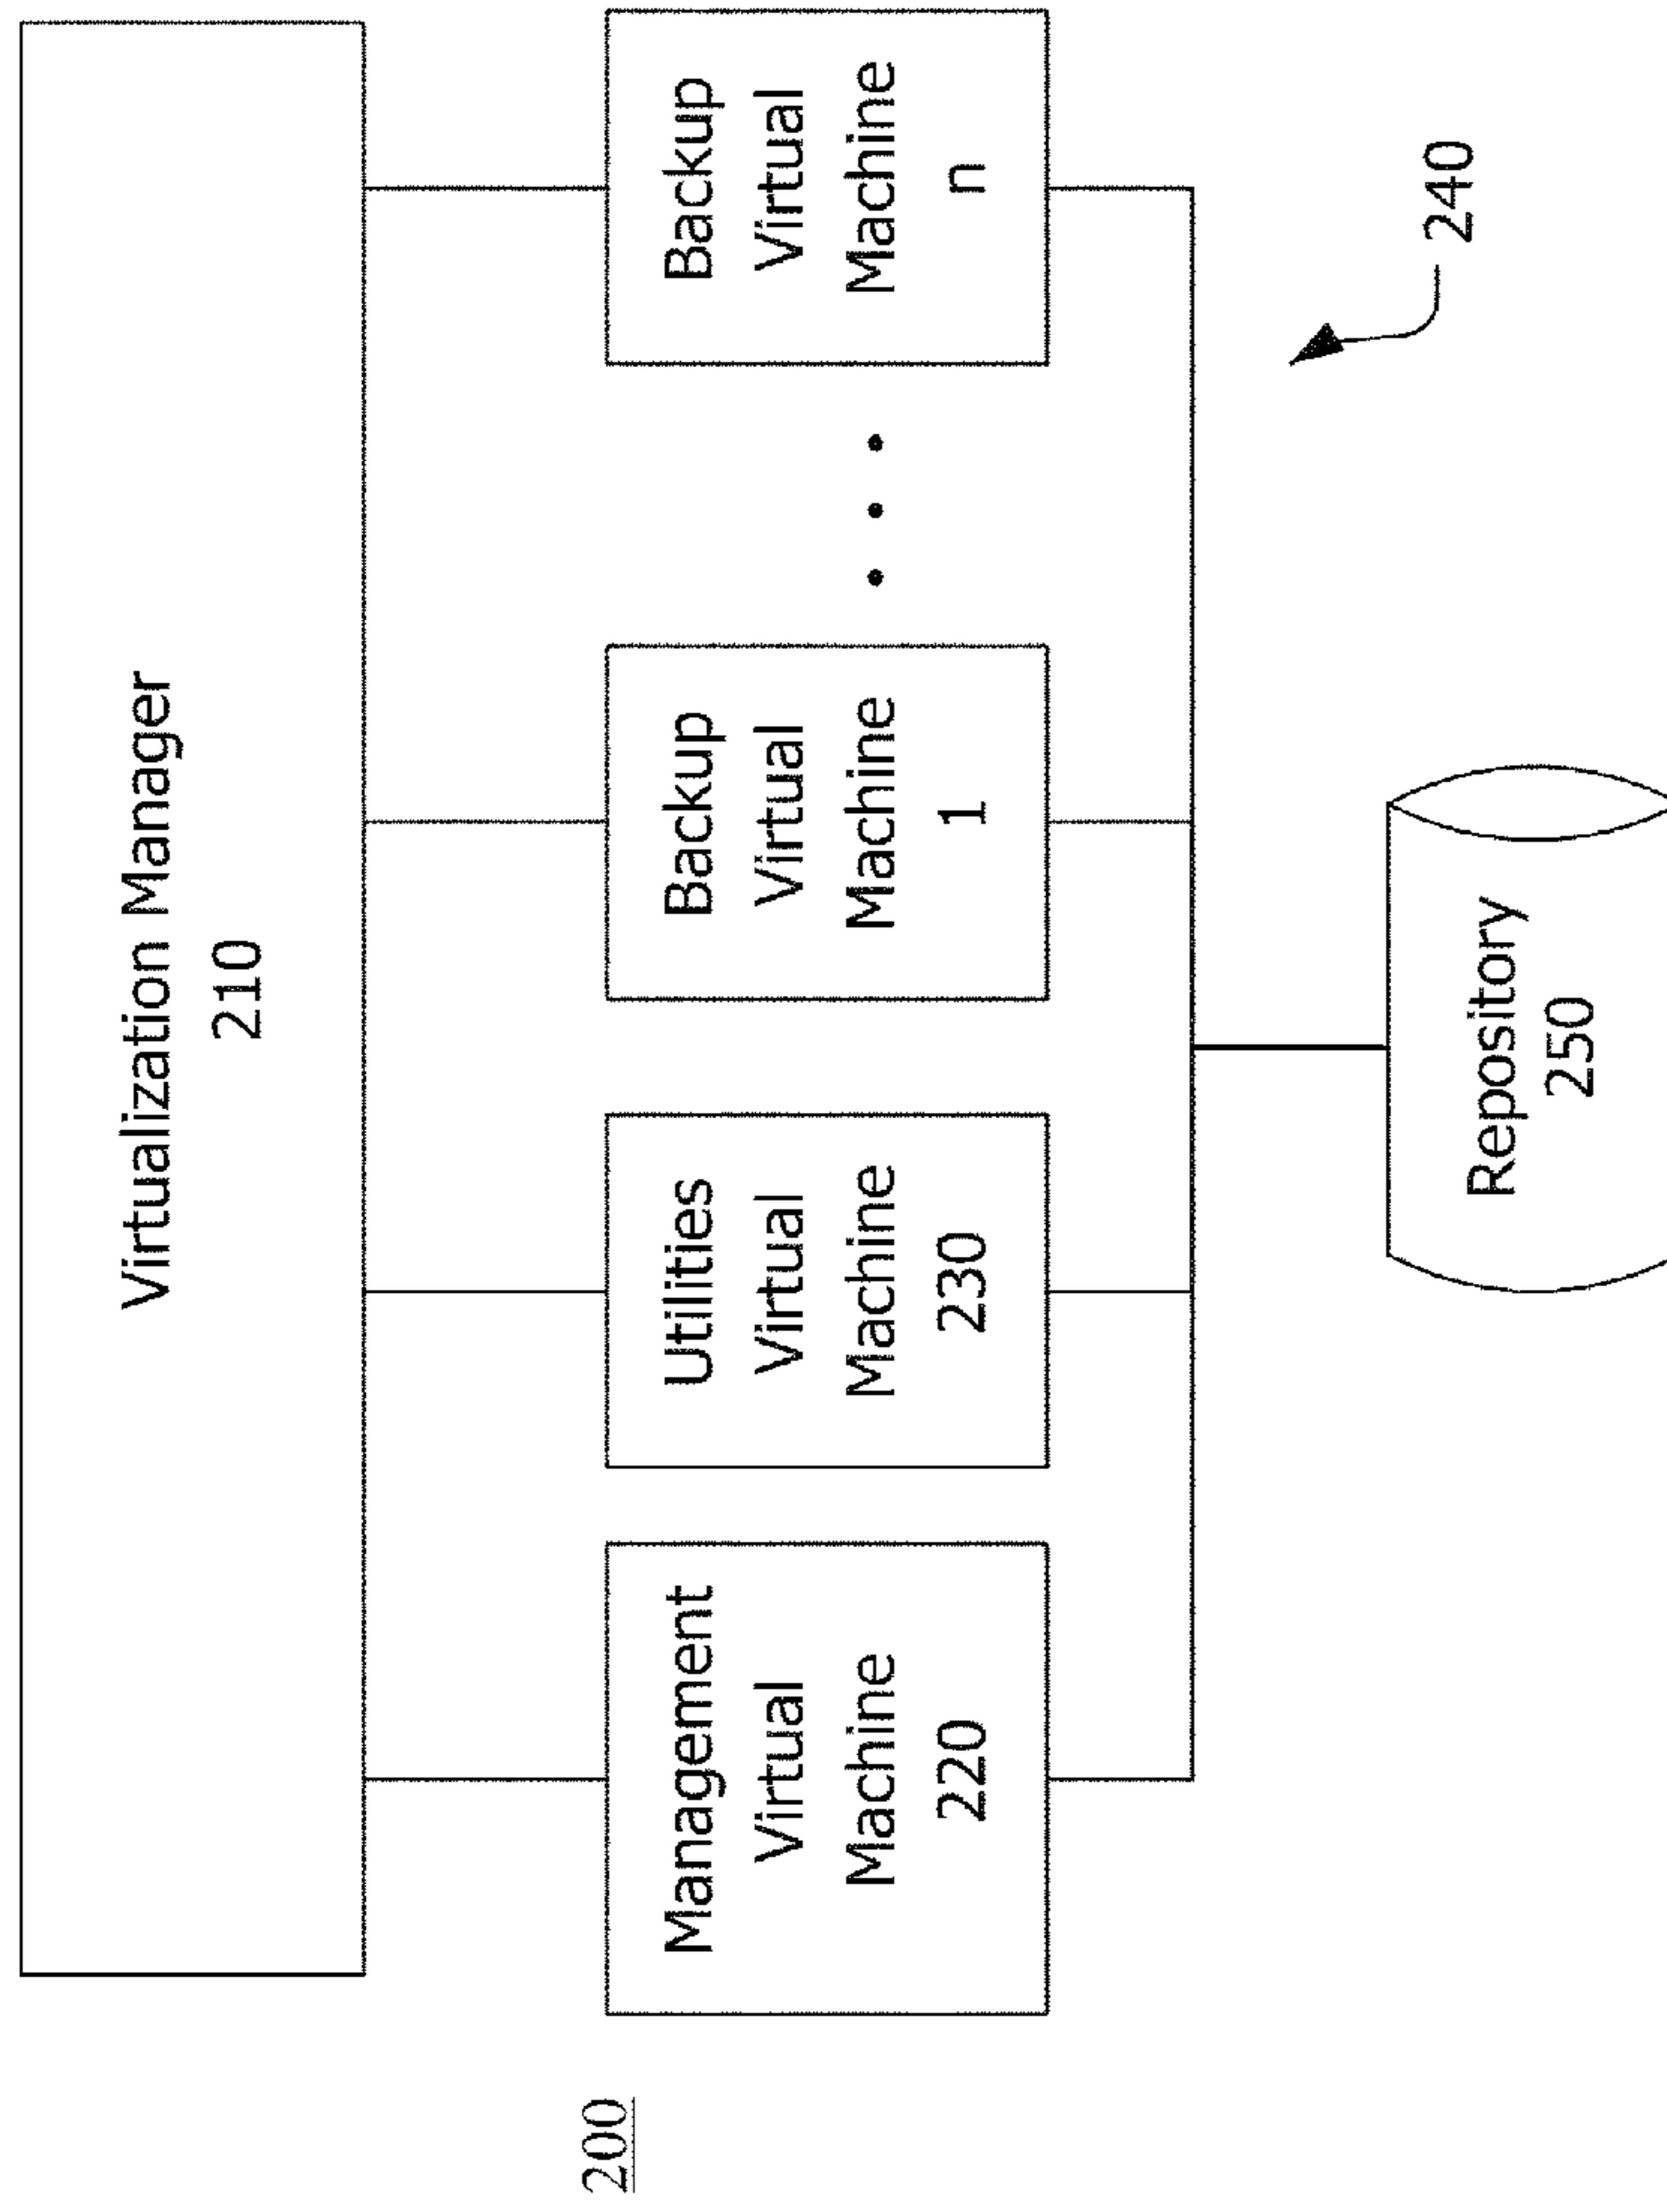 Virtualization Manager
210
Management
Virtual
Machine
220
Utilities
Virtual
Machine
230
Backup
Virtual
Machine
1
Backup
Virtual
Machine
n
200
240
Repository
250